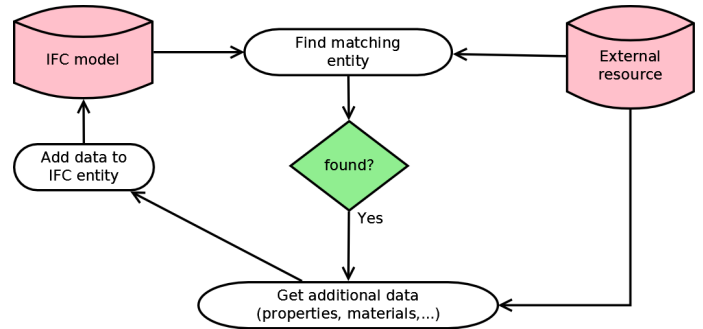 IFC model
Find matching
entity
External
resource
Add data to
IFC entity
found?
Yes
Get additional data
(properties, materials,...)